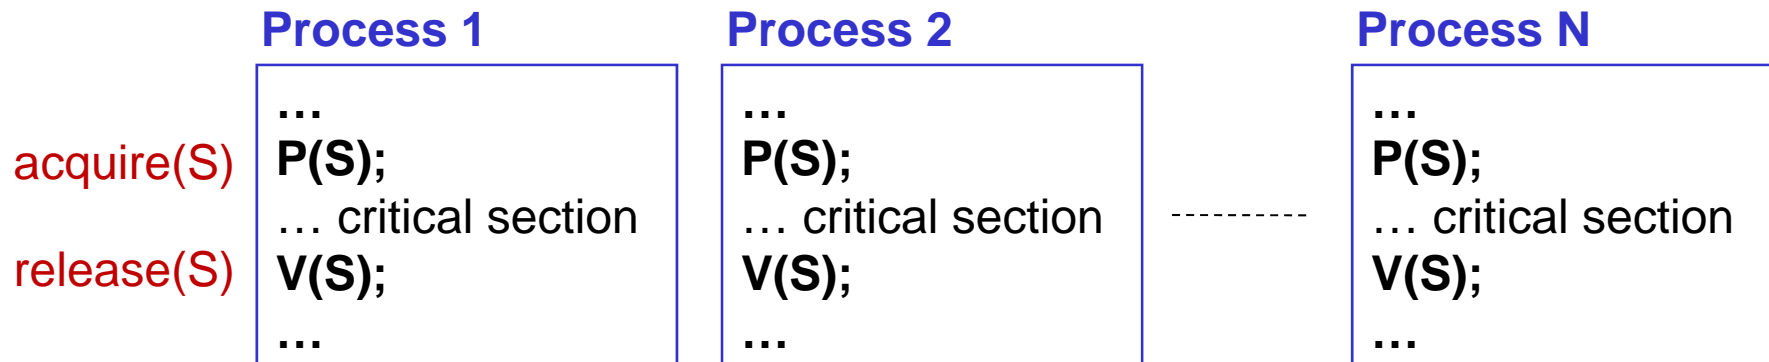 Process 1
Process 2
Process N
acquire(S)
release(S)
…
P(S);
… critical section
V(S);
…
…
P(S);
… critical section
V(S);
…
…
P(S);
… critical section
V(S);
…